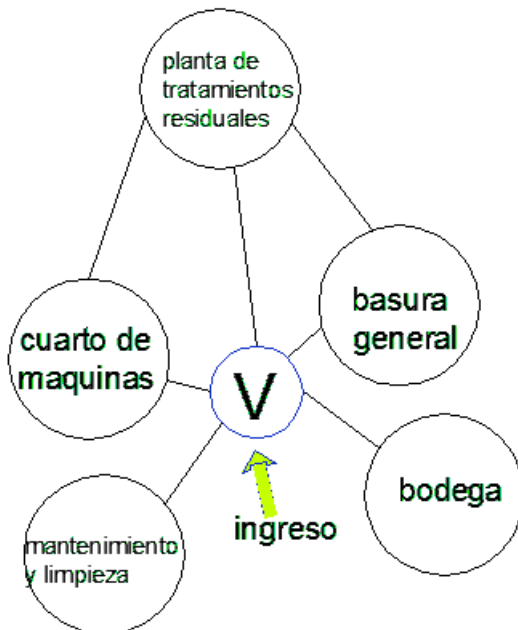 planta de
tratamientos
residuales
basura
general
cuarto de
maquinas
V
bodega
ingreso
mantenimiento
y limpieza